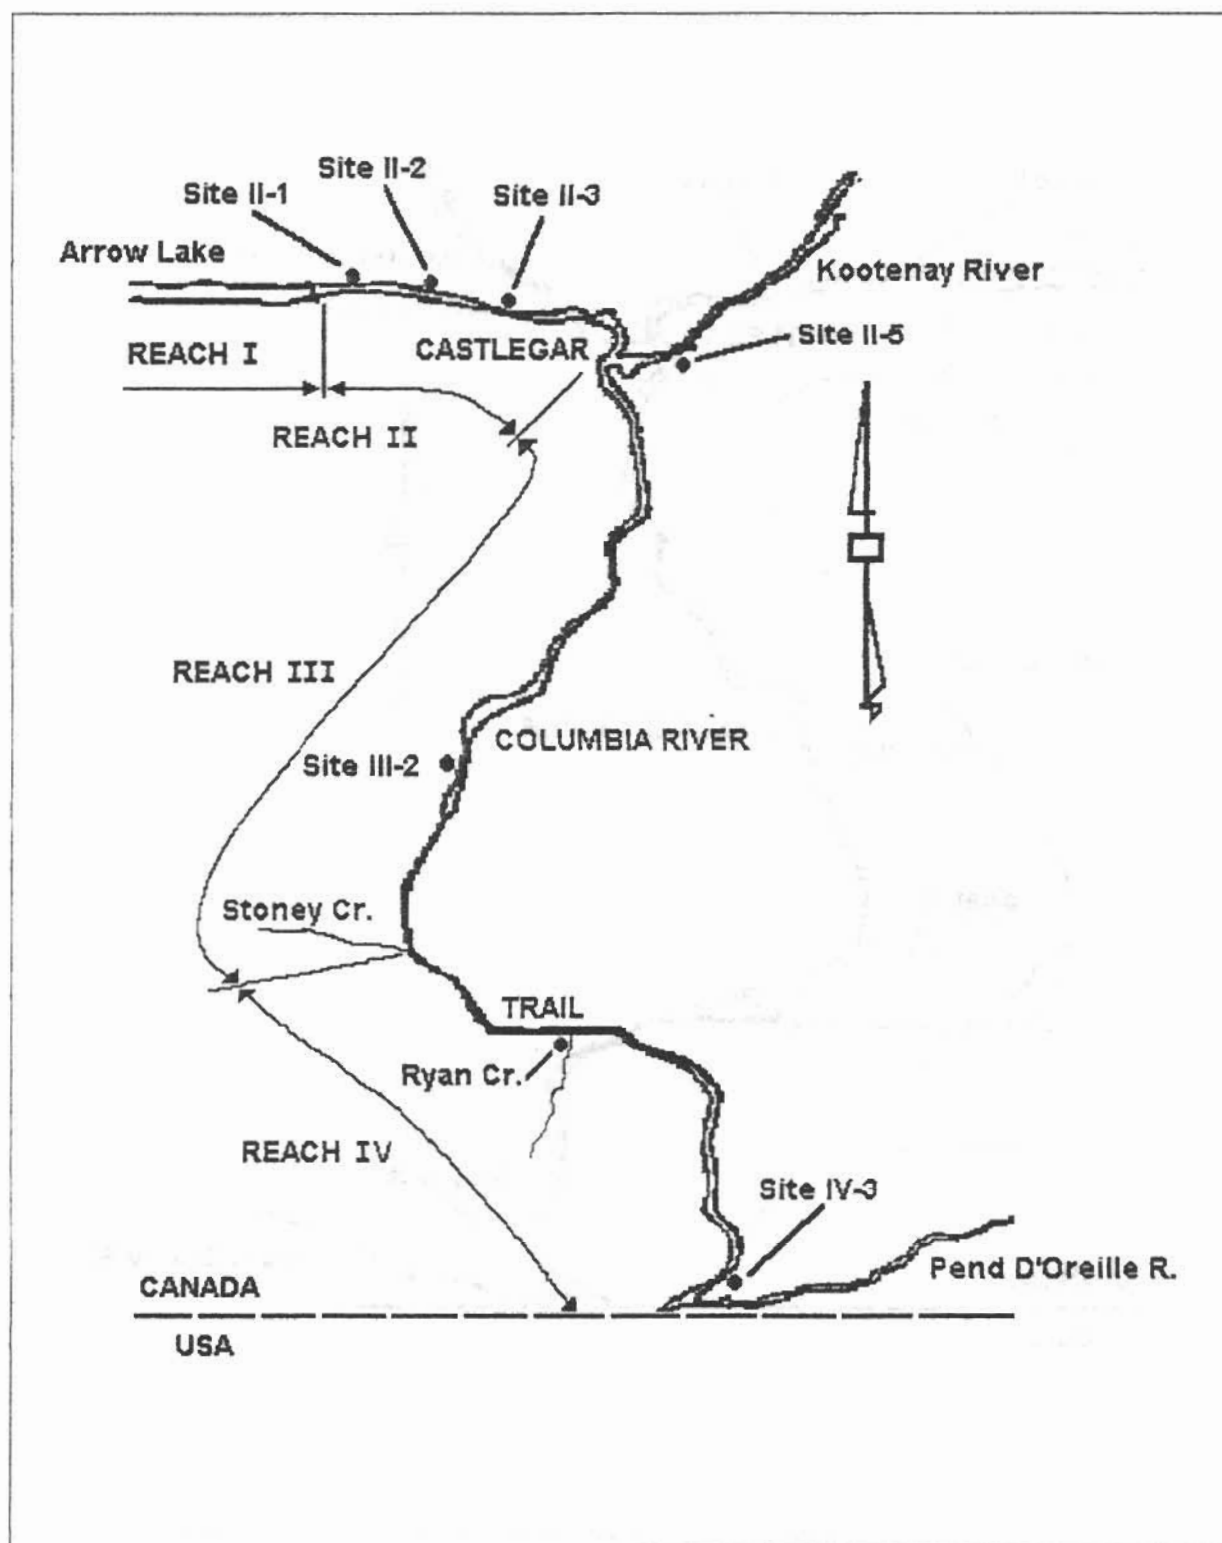 Site II-2
Site II-1
Site II-3
Arrow Lake
Kootenay River
Site II-5
REACH I
CASTLEGAR
REACH II
REACH III
COLUMBIA RIVER
Site III-2
Stoney Cr.
TRAIL
Ryan Cr.
REACH IV
Site IV-3
Pend D'Oreille R.
CANADA
USA